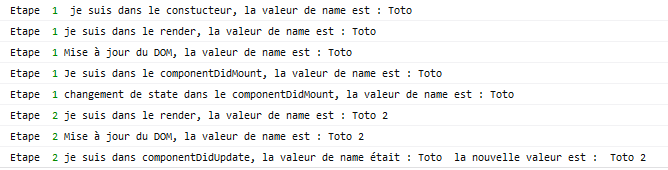 Etape 1 je suis dans le constucteur, la valeur de name est : Toto
Etape 1 je suis dans le render, la valeur de name est : Toto
Etape 1 Mise à jour du DOM, la valeur de name est : Toto
Etape 1 Je suis dans le componentDidMount, la valeur de name est : Toto
Etape 1 changement de state dans le componentDidMount, la valeur de name est : Toto
Etape 2 je suis dans le render, la valeur de name est : Toto 2
Etape 2 Mise à jour du DOM, la valeur de name est : Toto 2
Etape 2 je suis dans componentDidUpdate, la valeur de name était : Toto la nouvelle valeur est : Toto 2